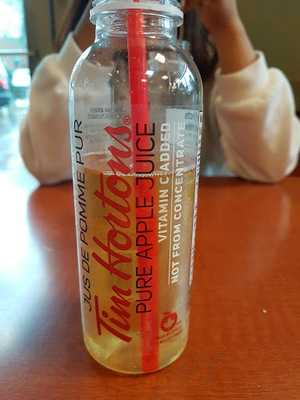 JUS DE POMME PUR
Tim Hortons®
PURE APPLE JUICE
VITAMIN C ADDED
NOT FROM CONCENTRATE